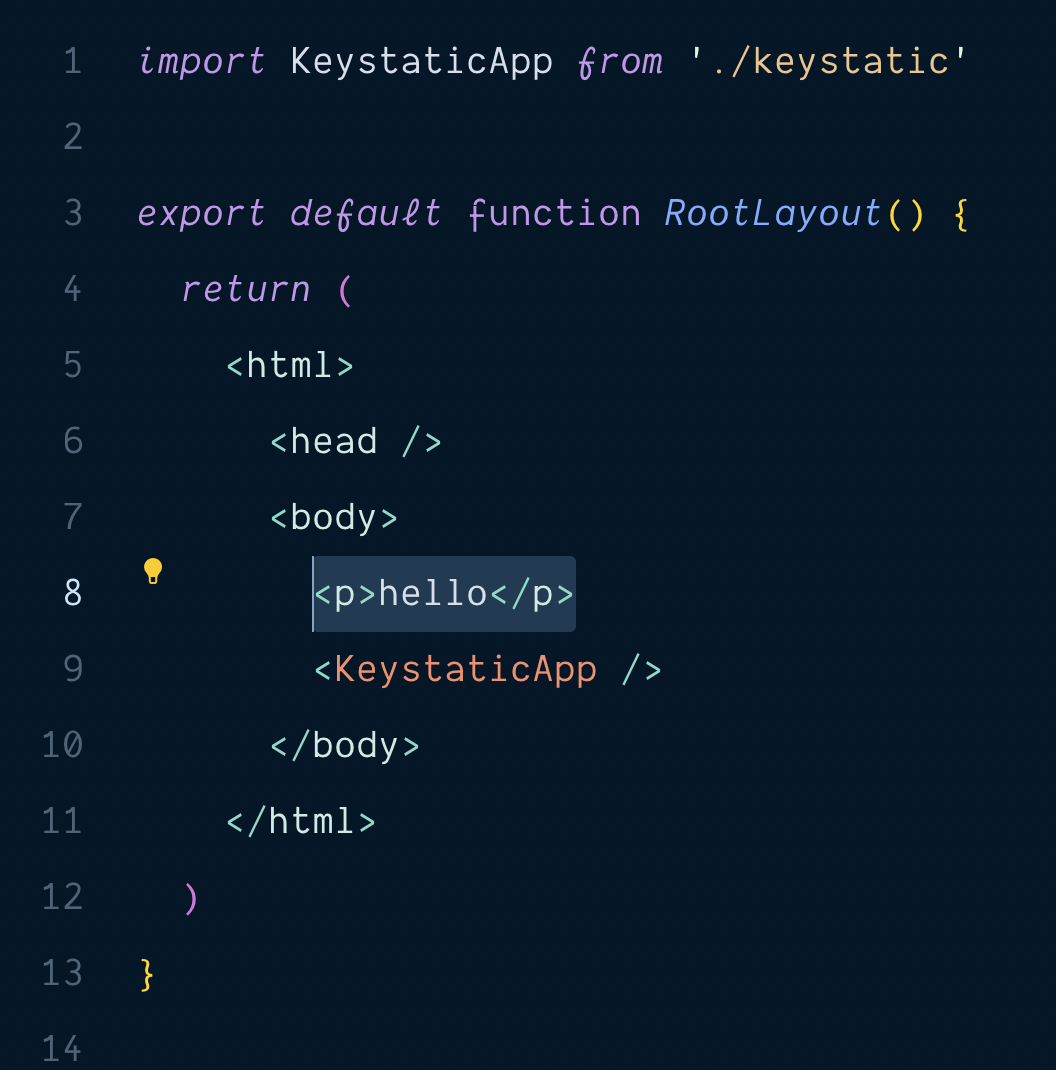 1 import KeystaticApp from './keystatic'
2
3 export default function RootLayout() {
4   return (
5     <html>
6       <head />
7       <body>
8         <p>hello</p>
9         <KeystaticApp />
10       </body>
11     </html>
12   )
13 }
14